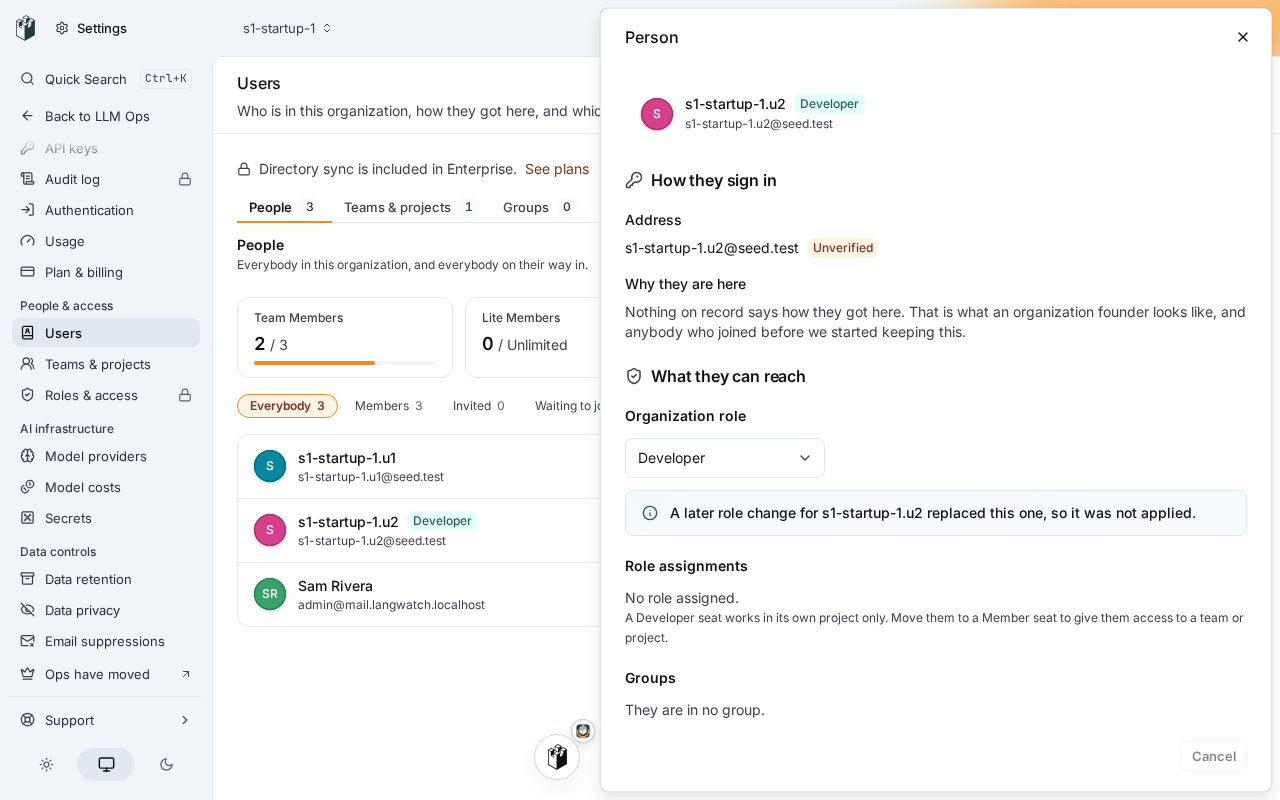 Settings
s1-startup-1
Quick Search
Ctrl+K
Back to LLM Ops
API keys
Audit log
Authentication
Usage
Plan & billing
People & access
Users
Teams & projects
Roles & access
AI infrastructure
Model providers
Model costs
Secrets
Data controls
Data retention
Data privacy
Email suppressions
Ops have moved
Support
Users
Who is in this organization, how they got here, and whic
Directory sync is included in Enterprise. See plans
People 3
Teams & projects 1
Groups 0
People
Everybody in this organization, and everybody on their way in.
Team Members
2 / 3
Lite Members
0 / Unlimited
Everybody 3
Members 3
Invited 0
Waiting to jo
S
s1-startup-1.u1
s1-startup-1.u1@seed.test
S
s1-startup-1.u2 Developer
s1-startup-1.u2@seed.test
SR
Sam Rivera
admin@mail.langwatch.localhost
Person
S
s1-startup-1.u2 Developer
s1-startup-1.u2@seed.test
How they sign in
Address
s1-startup-1.u2@seed.test Unverified
Why they are here
Nothing on record says how they got here. That is what an organization founder looks like, and
anybody who joined before we started keeping this.
What they can reach
Organization role
Developer
A later role change for s1-startup-1.u2 replaced this one, so it was not applied.
Role assignments
No role assigned.
A Developer seat works in its own project only. Move them to a Member seat to give them access to a team or
project.
Groups
They are in no group.
Cancel